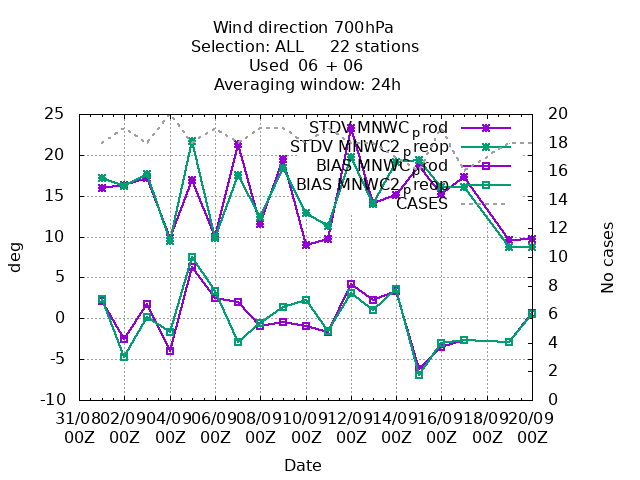 Wind direction 700hPa
Selection: ALL 22 stations
Used 06 + 06
Averaging window: 24h
25 20 15 10 5 0 -5 -10
deg
STDV MNWC_prod
STDV MNWC2_preop
BIAS MNWC_prod
BIAS MNWC2_preop
CASES
20 18 16 14 12 10 8 6 4 2 0
No cases
31/08 02/09 04/09 06/09 08/09 10/09 12/09 14/09 16/09 18/09 20/09
00Z 00Z 00Z 00Z 00Z 00Z 00Z 00Z 00Z 00Z 00Z
Date